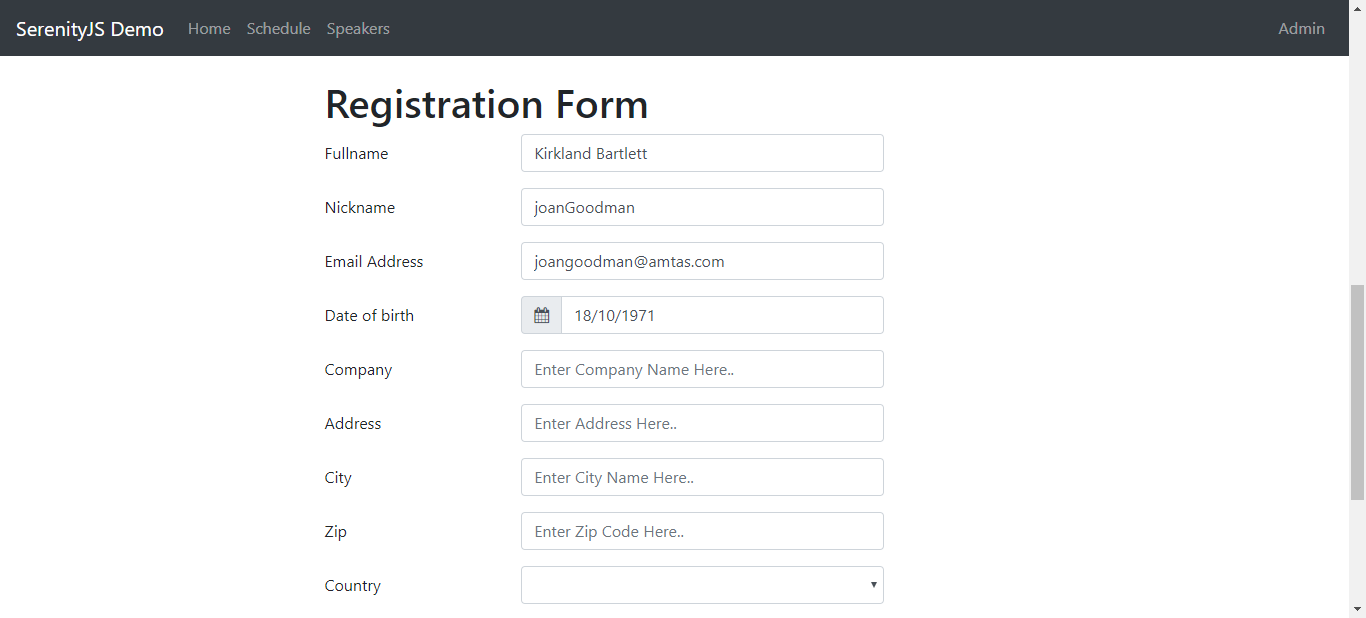 SerenityJS Demo Home Schedule Speakers Admin
Registration Form
Fullname Kirkland Bartlett
Nickname joanGoodman
Email Address joangoodman@amtas.com
Date of birth 18/10/1971
Company Enter Company Name Here..
Address Enter Address Here..
City Enter City Name Here..
Zip Enter Zip Code Here..
Country